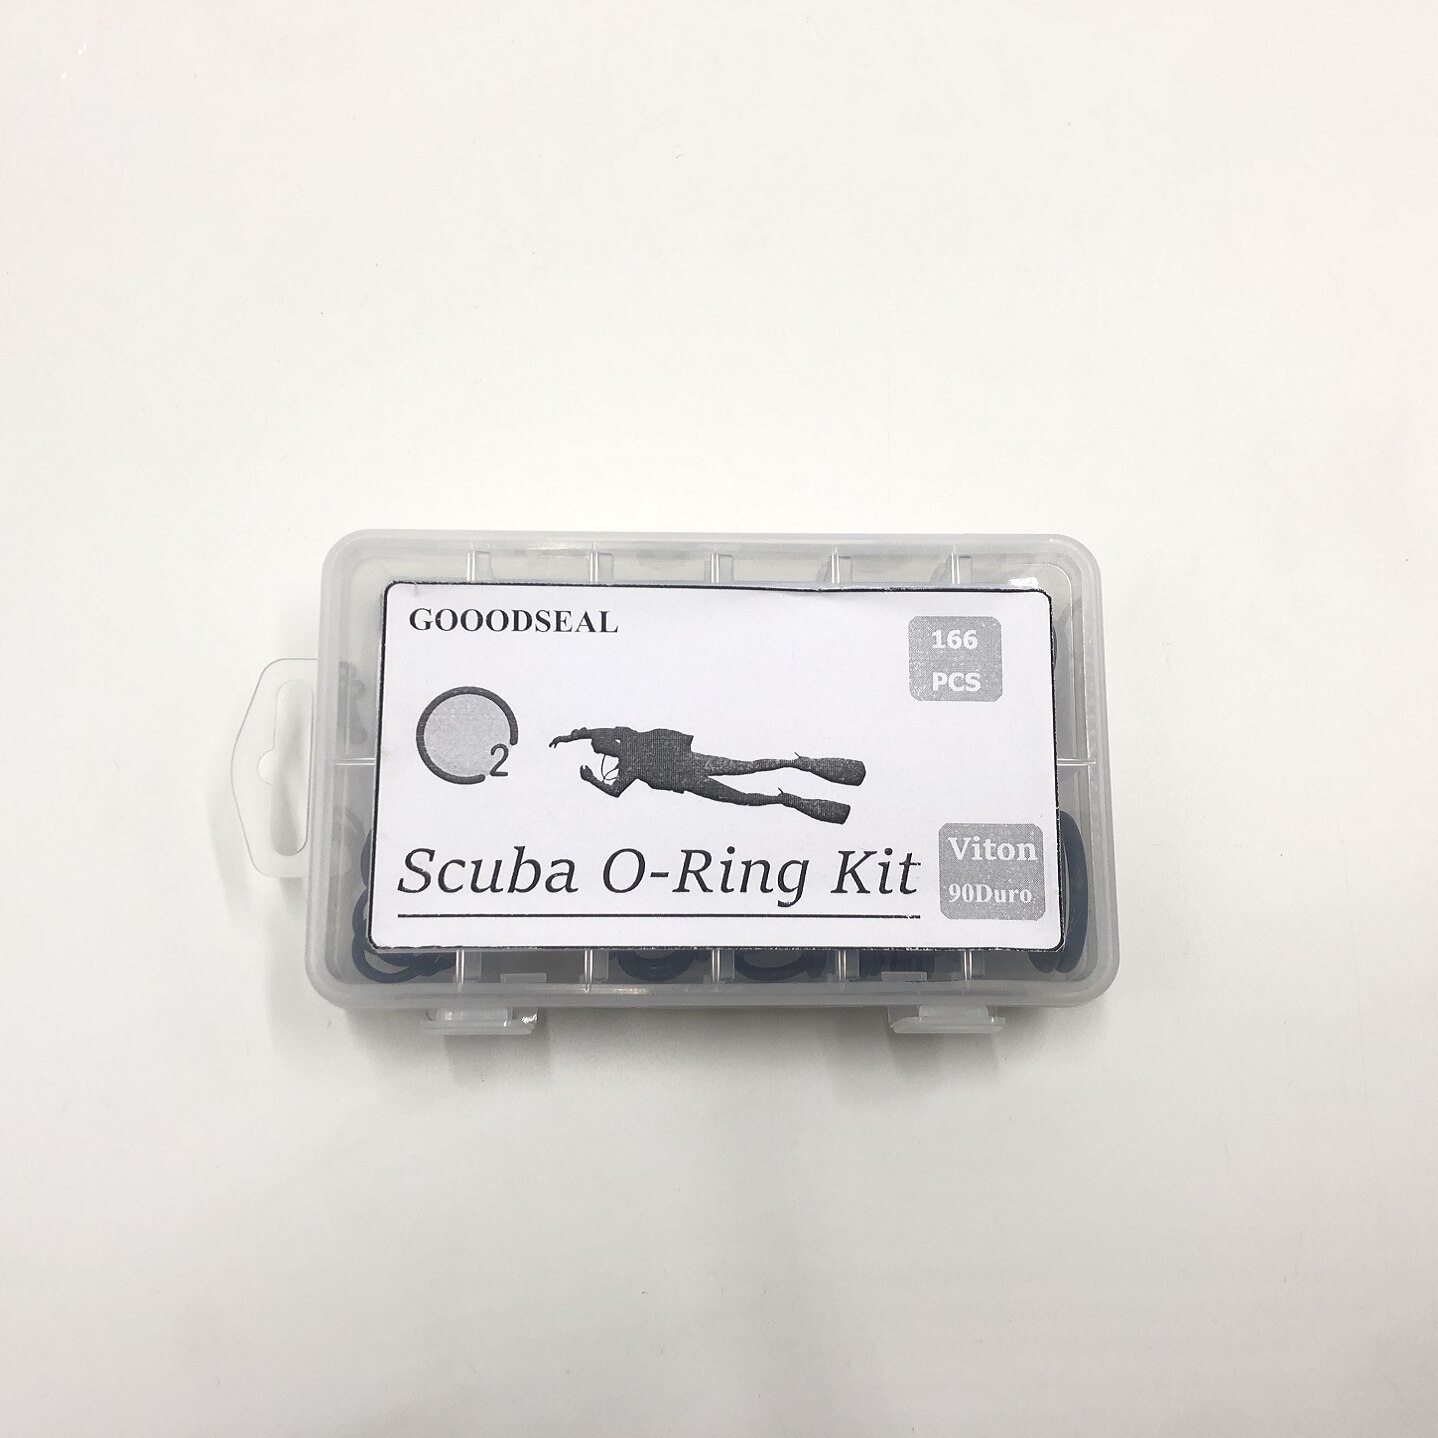 GOOODSEAL
166
PCS
2
Scuba O-Ring Kit
Viton
90Duro